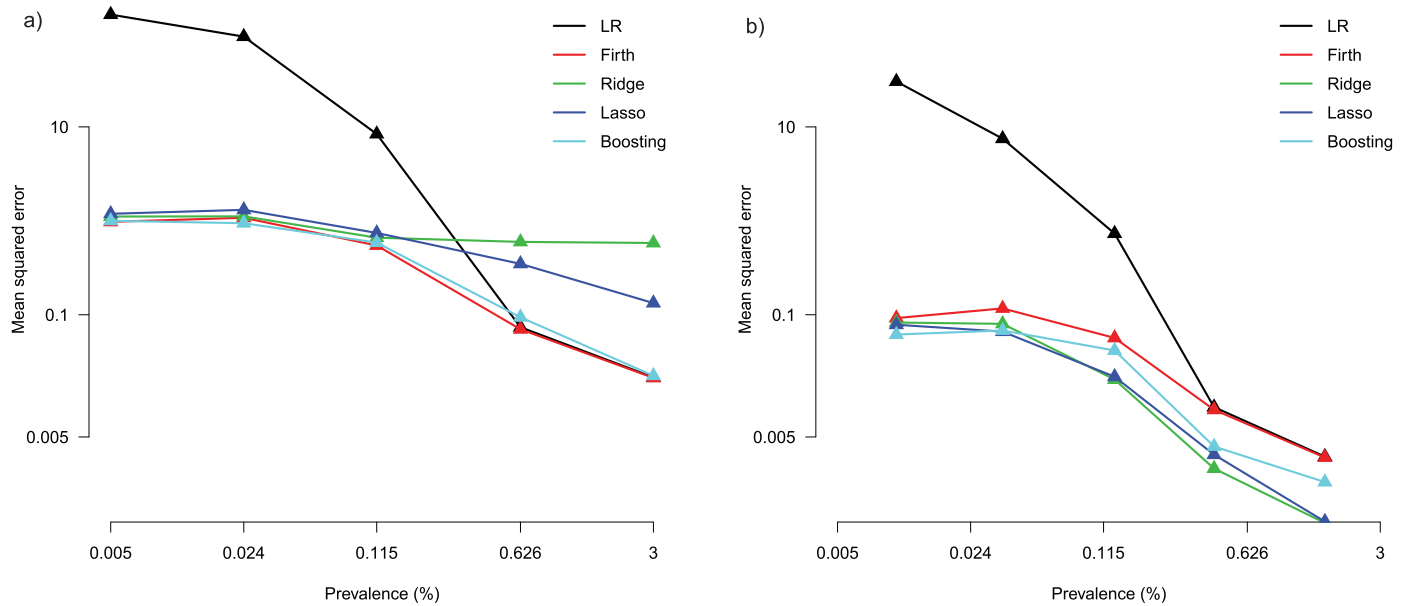 a)
LR
Firth
Ridge
Lasso
Boosting
10
0.1
0.005
Mean squared error
0.005 0.024 0.115 0.626 3
Prevalence (%)
b)
LR
Firth
Ridge
Lasso
Boosting
10
0.1
0.005
Mean squared error
0.005 0.024 0.115 0.626 3
Prevalence (%)